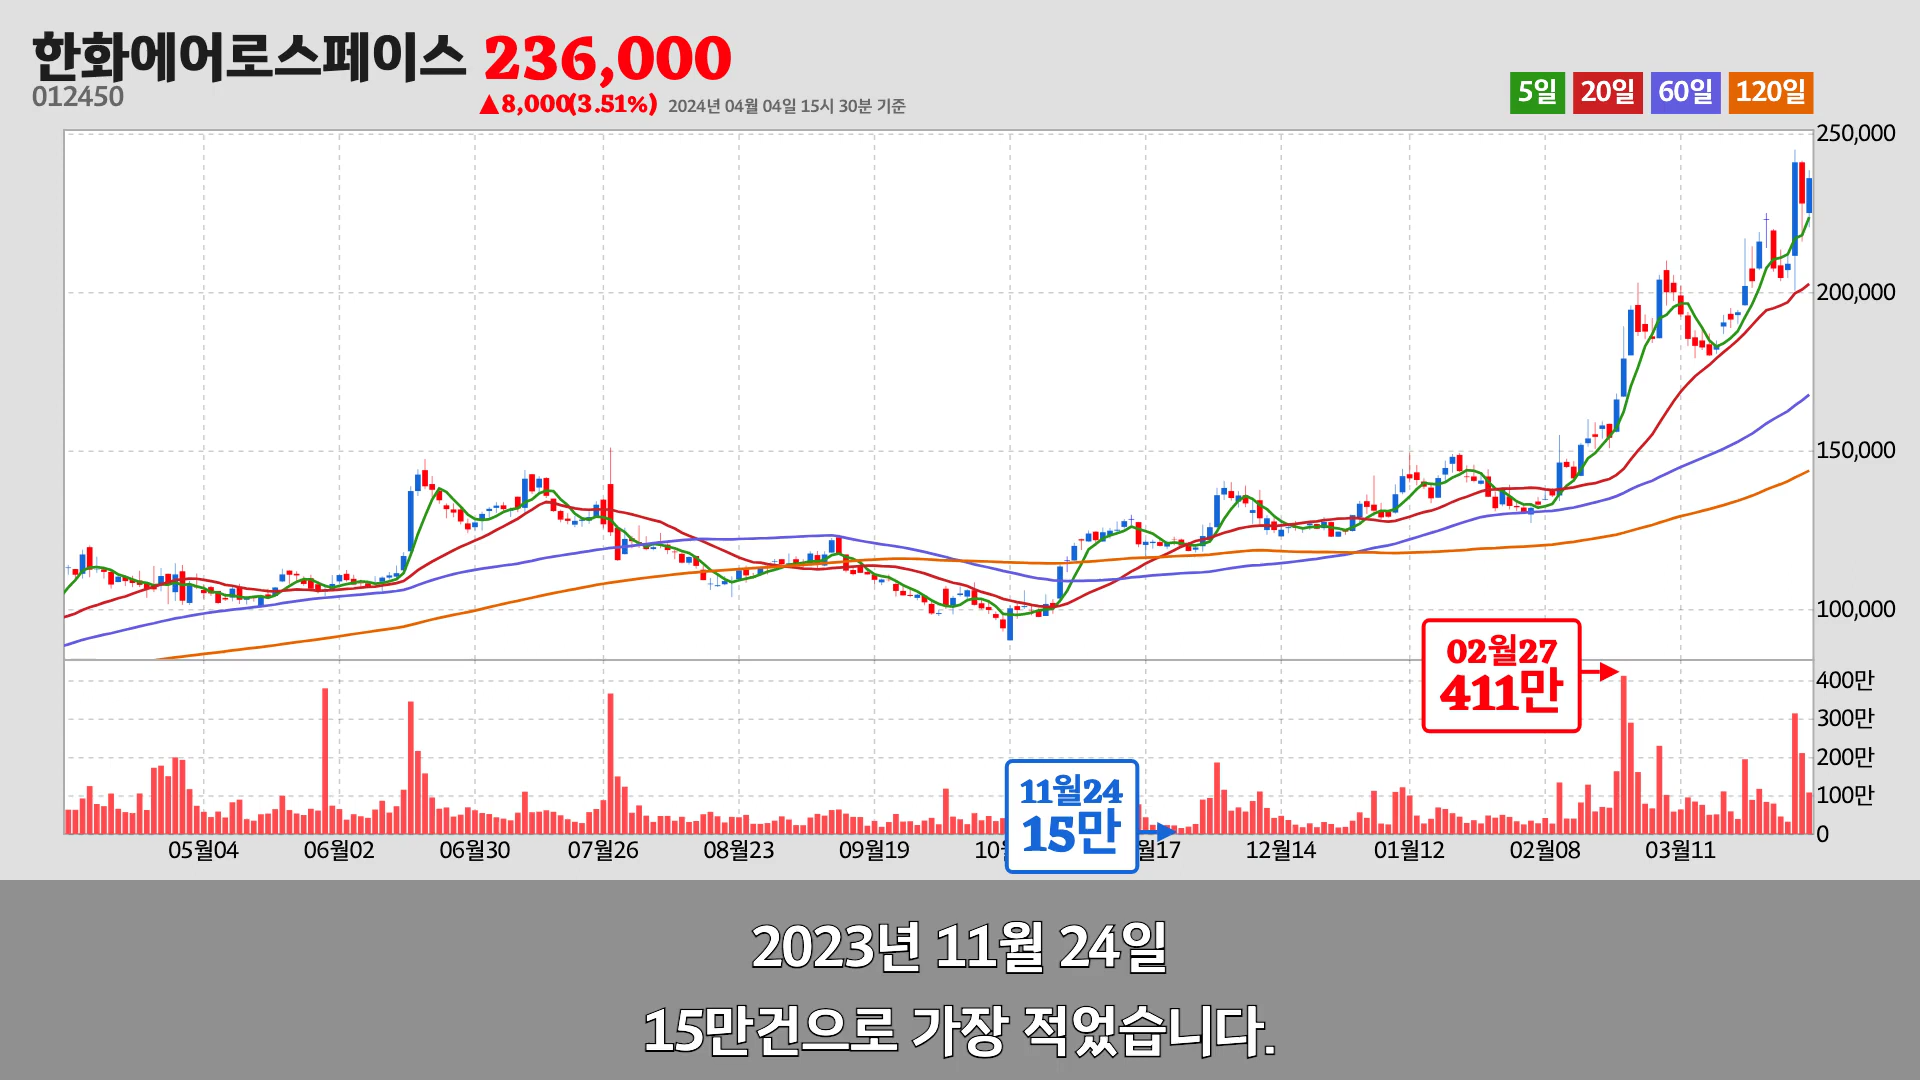 한화에어로스페이스 236,000
012450
▲8,000(3.51%) 2024년 04월 04일 15시 30분 기준
5일 20일 60일 120일
250,000
200,000
150,000
100,000
02월27
411만
400만
300만
200만
100만
0
11월24
15만
05월04 06월02 06월30 07월26 08월23 09월19 10 월17 12월14 01월12 02월08 03월11
2023년 11월 24일
15만건으로 가장 적었습니다.